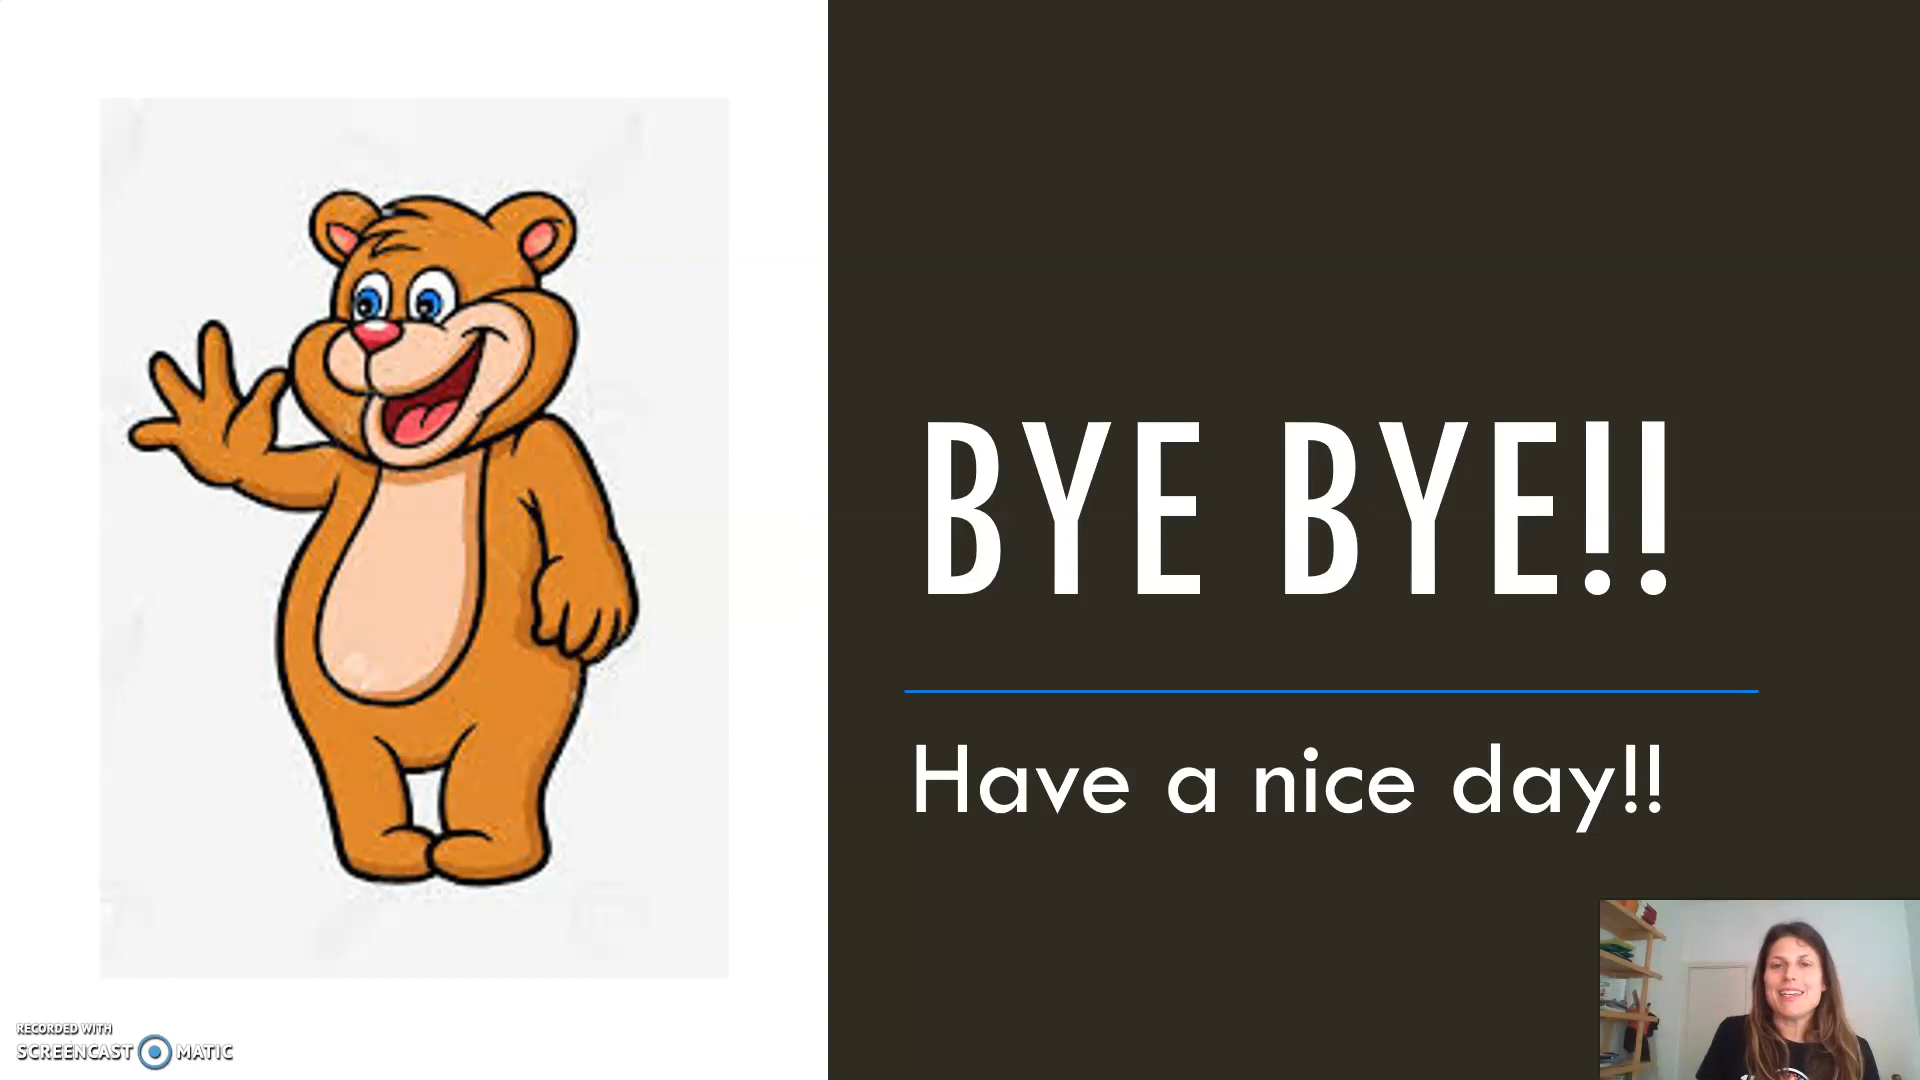 BYE BYE!!
Have a nice day!!
RECORDED WITH
SCREENCAST MATIC